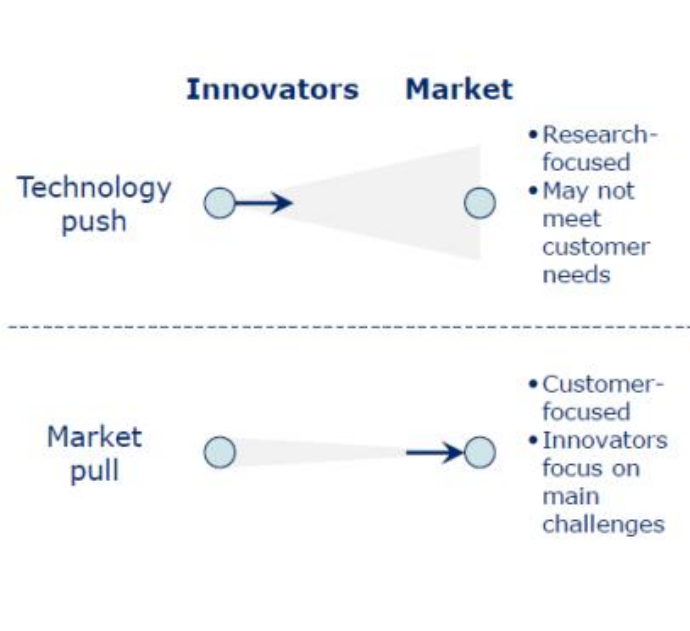 Innovators Market
Technology
push
• Research-
focused
• May not
meet
customer
needs
Market
pull
• Customer-
focused
• Innovators
focus on
main
challenges